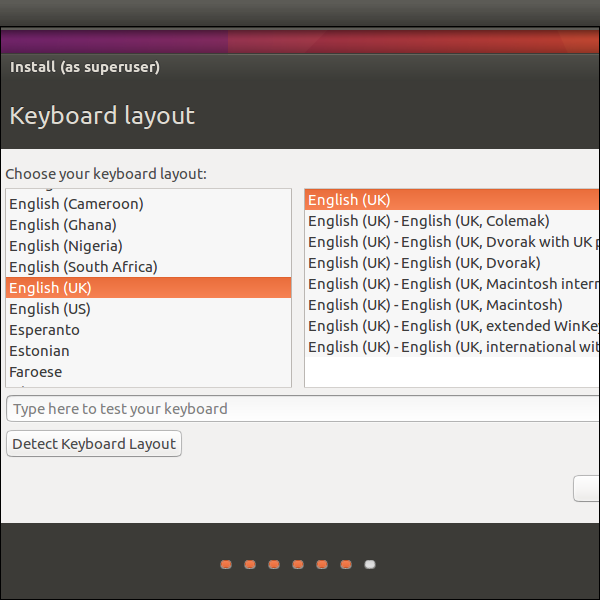 Install (as superuser)
Keyboard layout
Choose your keyboard layout:
English (Cameroon)
English (Ghana)
English (Nigeria)
English (South Africa)
English (UK)
English (US)
Esperanto
Estonian
Faroese
English (UK)
English (UK) - English (UK, Colemak)
English (UK) - English (UK, Dvorak with UK
English (UK) - English (UK, Dvorak)
English (UK) - English (UK, Macintosh
English (UK) - English (UK, Macintosh)
English (UK) - English (UK, extended
English (UK) - English (UK, international
Type here to test your keyboard
Detect Keyboard Layout